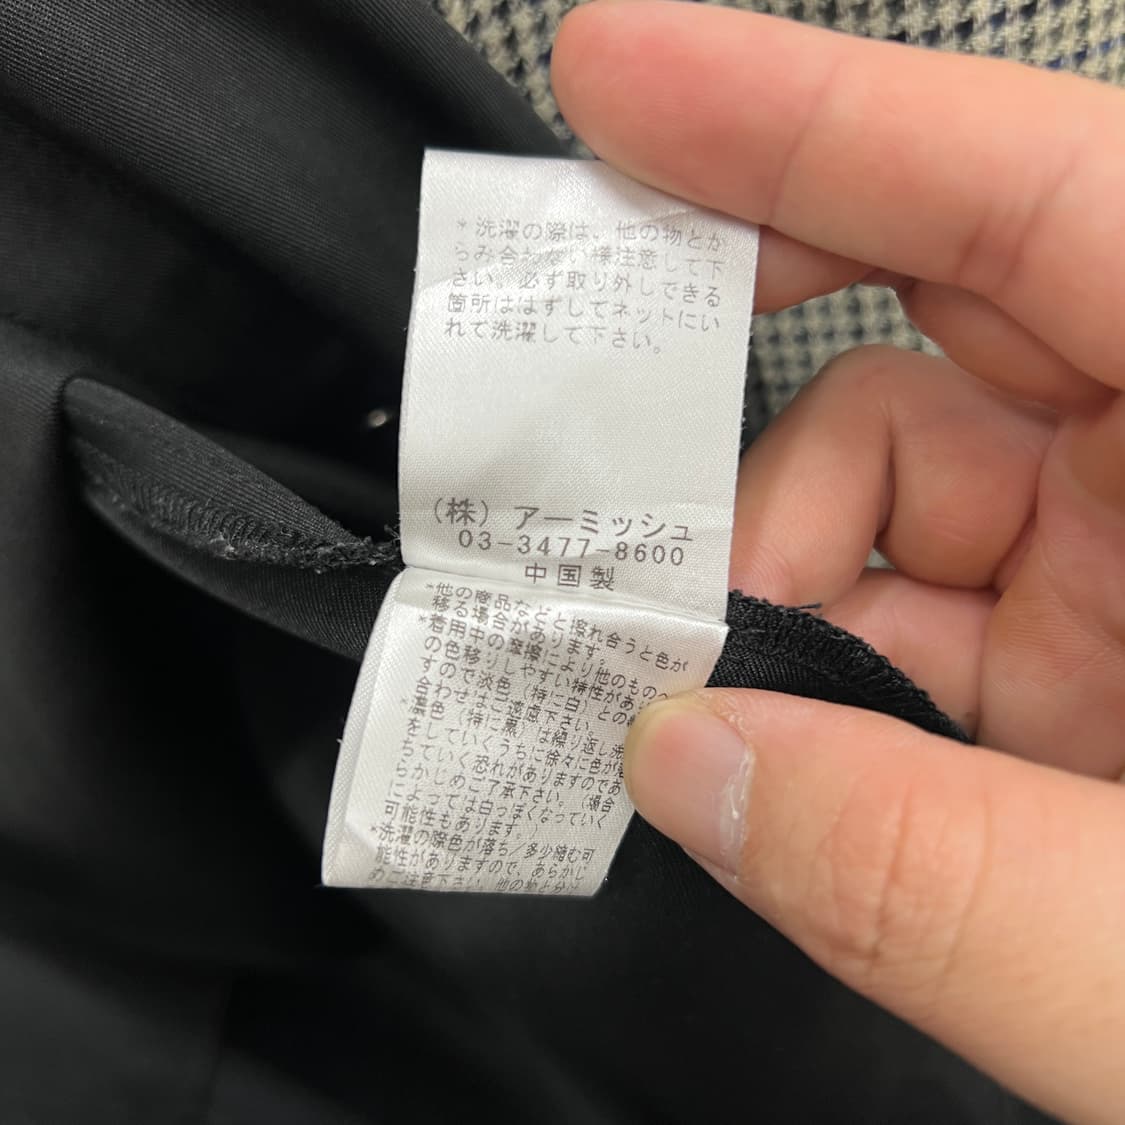 *洗濯の際は、他の物とか
らみ合わない様注意して下
さい。必ず取り外しできる
箇所ははずしてネットにい
れて洗濯して下さい。
(株) アーミッシュ
03-3477-8600
中国製
*他の商品などと擦れ合うと色が
移る場合があります。
*着用中の摩擦により他のものへ
の色移りしやすい特性があ
すので淡色(特に白)との
合わせはご遠慮下さい。
*濃色(特に黒)は繰り返し洗
をしていくうちに徐々に色が落
ちていく恐れがありますのであ
らかじめご了承下さい。(場合
によっては白っぽくなっていく
可能性もあります。)
*洗濯の際色が落ち/多少縮む可
能性がありますので、あらかじ
めご注意下さい。他の物と分け